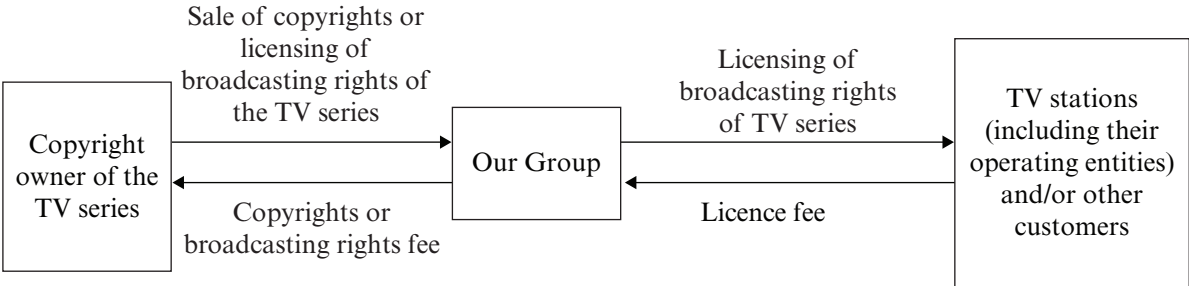 Sale of copyrights or
licensing of
broadcasting rights of
the TV series
Licensing of
broadcasting rights
of TV series
Copyright
owner of the
TV series
Our Group
TV stations
(including their
operating entities)
and/or other
customers
Copyrights or
broadcasting rights fee
Licence fee